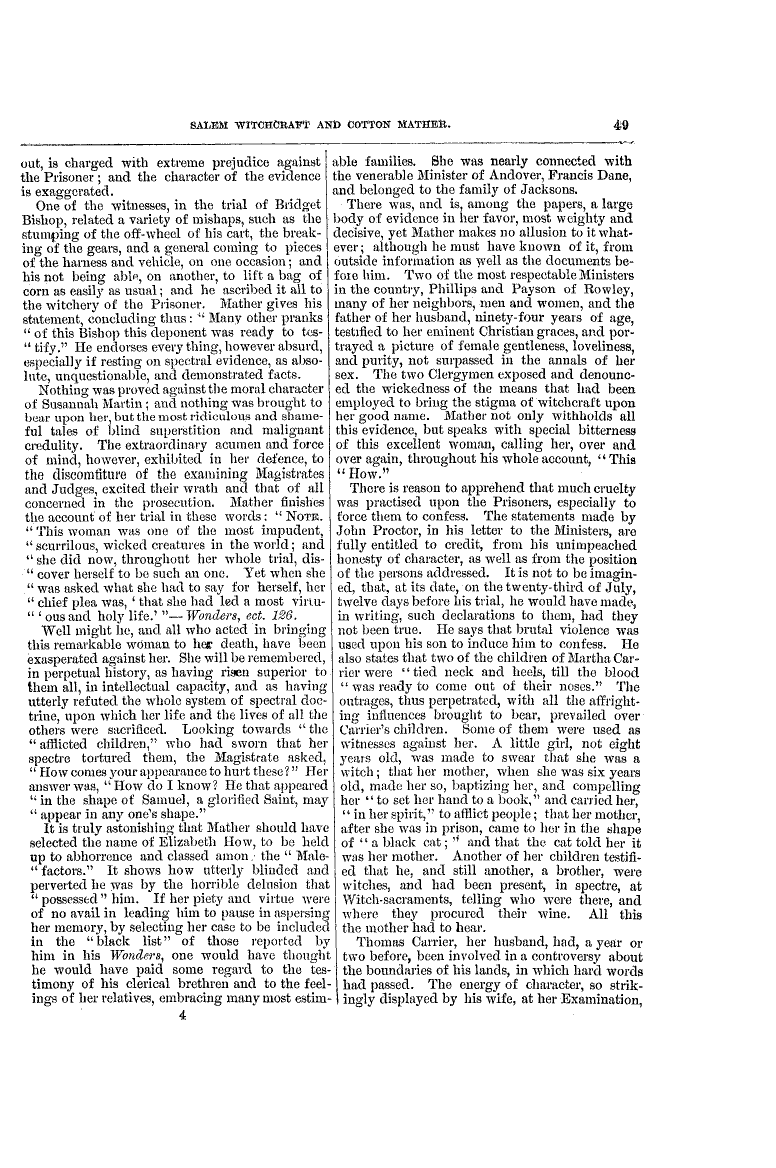 SALEM WITCHCRAFT AND COTTON MATHER. 49
out, is charged with extreme prejudice against
the Prisoner; and the character of the evidence
is exaggerated.
One of the witnesses, in the trial of Bridget
Bishop, related a variety of mishaps, such as the
stumping of the off-wheel of his cart, the break-
ing of the gears, and a general coming to pieces
of the harness and vehicle, on one occasion; and
his not being able, on another, to lift a bag of
corn as easily as usual; and he ascribed it all to
the witchery of the Prisoner. Mather gives his
statement, concluding thus: "Many other pranks
"of this Bishop this deponent was ready to tes-
"tify." He endorses every thing, however absurd,
especially if resting on spectral evidence, as abso-
lute, unquestionable, and demonstrated facts.
Nothing was proved against the moral character
of Susannah Martin; and nothing was brought to
bear upon her, but the most ridiculous and shame-
ful tales of blind superstition and malignant
credulity. The extraordinary acumen and force
of mind, however, exhibited in her defence, to
the discomfiture of the examining Magistrates
and Judges, excited their wrath and that of all
concerned in the prosecution. Mather finishes
the account of her trial in these words: "NOTE.
"This woman was one of the most impudent,
"scurrilous, wicked creatures in the world; and
"she did now, throughout her whole trial, dis-
"cover herself to be such an one. Yet when she
"was asked what she had to say for herself, her
"chief plea was, 'that she had led a most virtu-
"'ous and holy life.'"—Wonders, ect. 126.
Well might he, and all who acted in bringing
this remarkable woman to her death, have been
exasperated against her. She will be remembered,
in perpetual history, as having risen superior to
them all, in intellectual capacity, and as having
utterly refuted the whole system of spectral doc-
trine, upon which her life and the lives of all the
others were sacrificed. Looking towards "the
"afflicted children," who had sworn that her
spectre tortured them, the Magistrate asked,
"How comes your appearance to hurt these?" Her
answer was, "How do I know? He that appeared
"in the shape of Samuel, a glorified Saint, may
"appear in any one's shape."
It is truly astonishing that Mather should have
selected the name of Elizabeth How, to be held
up to abhorrence and classed among the "Male-
"factors." It shows how utterly blinded and
perverted he was by the horrible delusion that
"possessed" him. If her piety and virtue were
of no avail in leading him to pause in aspersing
her memory, by selecting her case to be included
in the "black list" of those reported by
him in his Wonders, one would have thought
he would have paid some regard to the tes-
timony of his clerical brethren and to the feel-
ings of her relatives, embracing many most estim-
4
able families. She was nearly connected with
the venerable Minister of Andover, Francis Dane,
and belonged to the family of Jacksons.
There was, and is, among the papers, a large
body of evidence in her favor, most weighty and
decisive, yet Mather makes no allusion to it what-
ever; although he must have known of it, from
outside information as well as the documents be-
fore him. Two of the most respectable Ministers
in the country, Phillips and Payson of Rowley,
many of her neighbors, men and women, and the
father of her husband, ninety-four years of age,
testified to her eminent Christian graces, and por-
trayed a picture of female gentleness, loveliness,
and purity, not surpassed in the annals of her
sex. The two Clergymen exposed and denounc-
ed the wickedness of the means that had been
employed to bring the stigma of witchcraft upon
her good name. Mather not only withholds all
this evidence, but speaks with special bitterness
of this excellent woman, calling her, over and
over again, throughout his whole account, "This
"How."
There is reason to apprehend that much cruelty
was practised upon the Prisoners, especially to
force them to confess. The statements made by
John Proctor, in his letter to the Ministers, are
fully entitled to credit, from his unimpeached
honesty of character, as well as from the position
of the persons addressed. It is not to be imagin-
ed, that, at its date, on the twenty-third of July,
twelve days before his trial, he would have made,
in writing, such declarations to them, had they
not been true. He says that brutal violence was
used upon his son to induce him to confess. He
also states that two of the children of Martha Car-
rier were "tied neck and heels, till the blood
"was ready to come out of their noses." The
outrages, thus perpetrated, with all the affright-
ing influences brought to bear, prevailed over
Carrier's children. Some of them were used as
witnesses against her. A little girl, not eight
years old, was made to swear that she was a
witch; that her mother, when she was six years
old, made her so, baptizing her, and compelling
her "to set her hand to a book," and carried her,
"in her spirit," to afflict people; that her mother,
after she was in prison, came to her in the shape
of "a black cat;" and that the cat told her it
was her mother. Another of her children testifi-
ed that he, and still another, a brother, were
witches, and had been present, in spectre, at
Witch-sacraments, telling who were there, and
where they procured their wine. All this
the mother had to hear.
Thomas Carrier, her husband, had, a year or
two before, been involved in a controversy about
the boundaries of his lands, in which hard words
had passed. The energy of character, so strik-
ingly displayed by his wife, at her Examination,